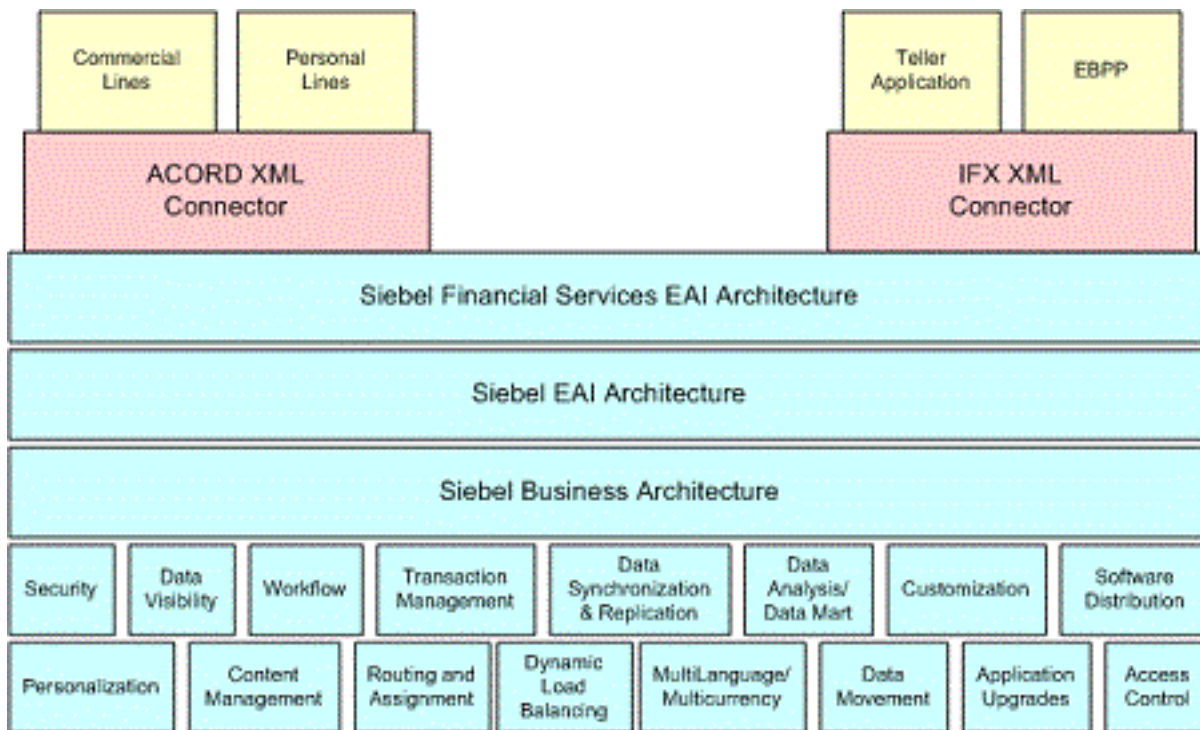 Commercial
Lines
Personal
Lines
Teller
Application
EBPP
ACORD XML
Connector
IFX XML
Connector
Siebel Financial Services EAI Architecture
Siebel EAI Architecture
Siebel Business Architecture
Security
Data
Visibility
Workflow
Transaction
Management
Data
Synchronization
& Replication
Data
Analysis/
Data Mart
Customization
Software
Distribution
Personalization
Content
Management
Routing and
Assignment
Dynamic
Load
Balancing
MultiLanguage/
Multicurrency
Data
Movement
Application
Upgrades
Access
Control